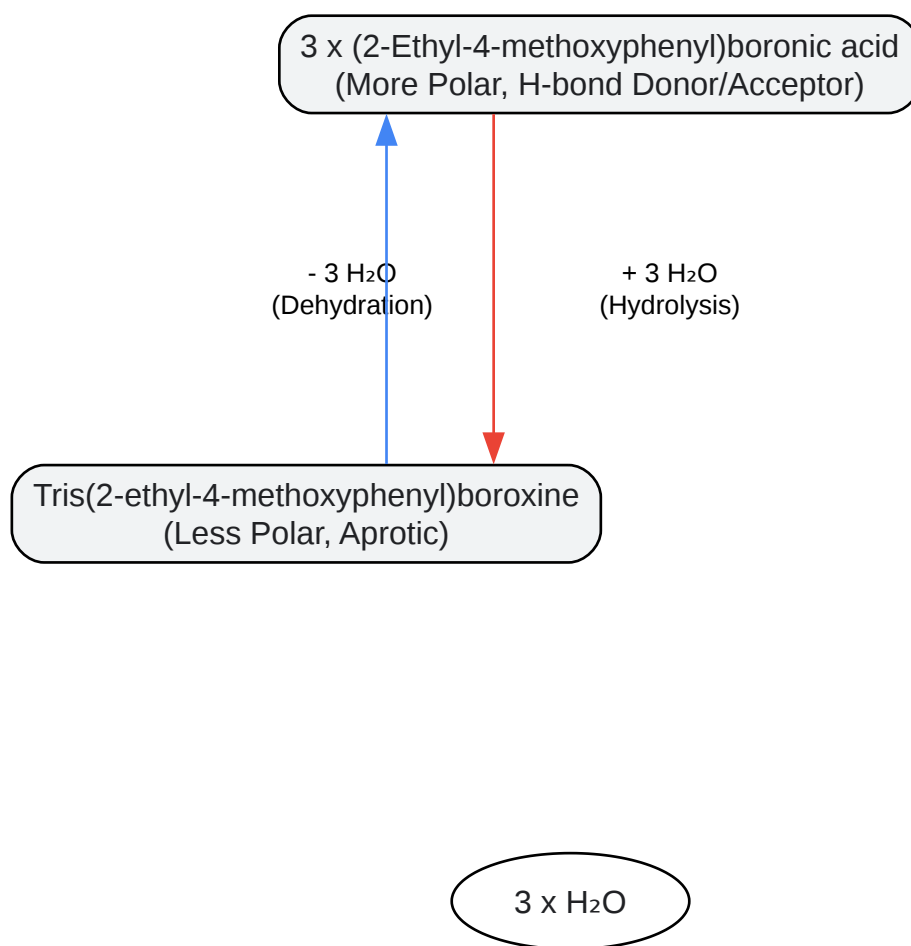 3 x (2-Ethyl-4-methoxyphenyl)boronic acid
(More Polar, H-bond Donor/Acceptor)
- 3 H₂O
(Dehydration)
+ 3 H₂O
(Hydrolysis)
Tris(2-ethyl-4-methoxyphenyl)boroxine
(Less Polar, Aprotic)
3 x H₂O